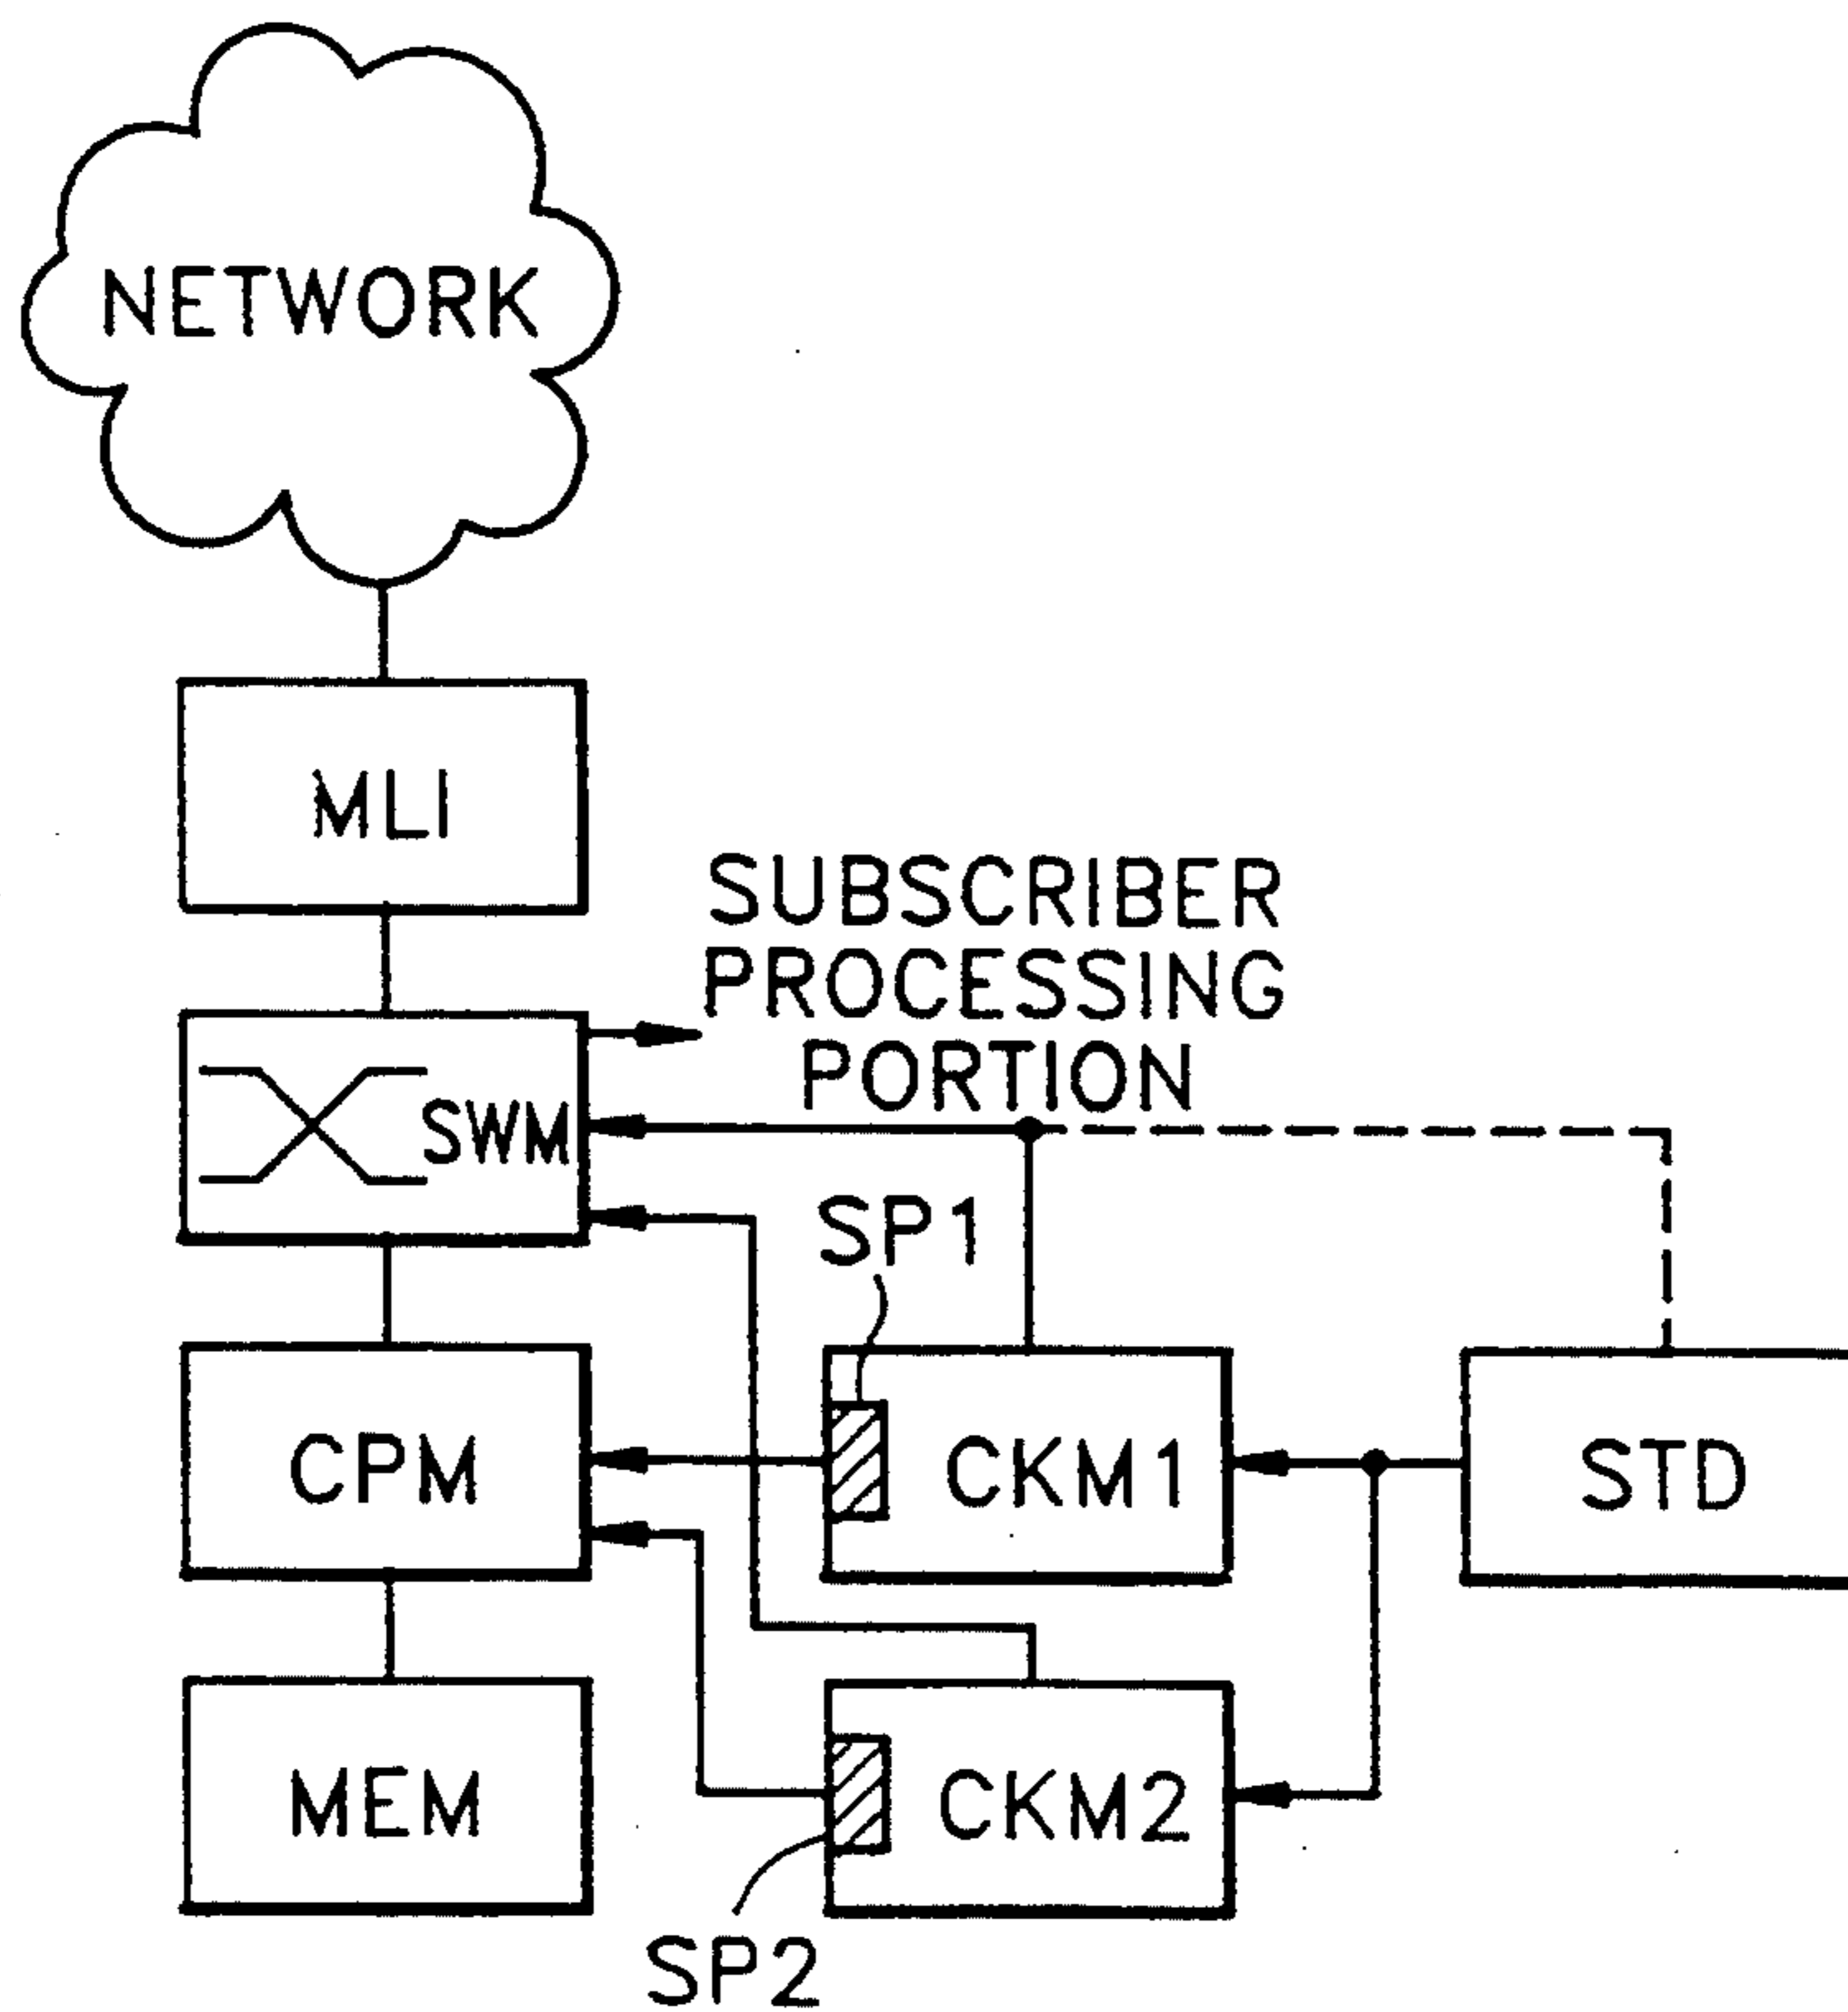 NETWORK
MLI
SUBSCRIBER
PROCESSING
PORTION
SWM
SP1
CPM
CKM1
STD
MEM
CKM2
SP2